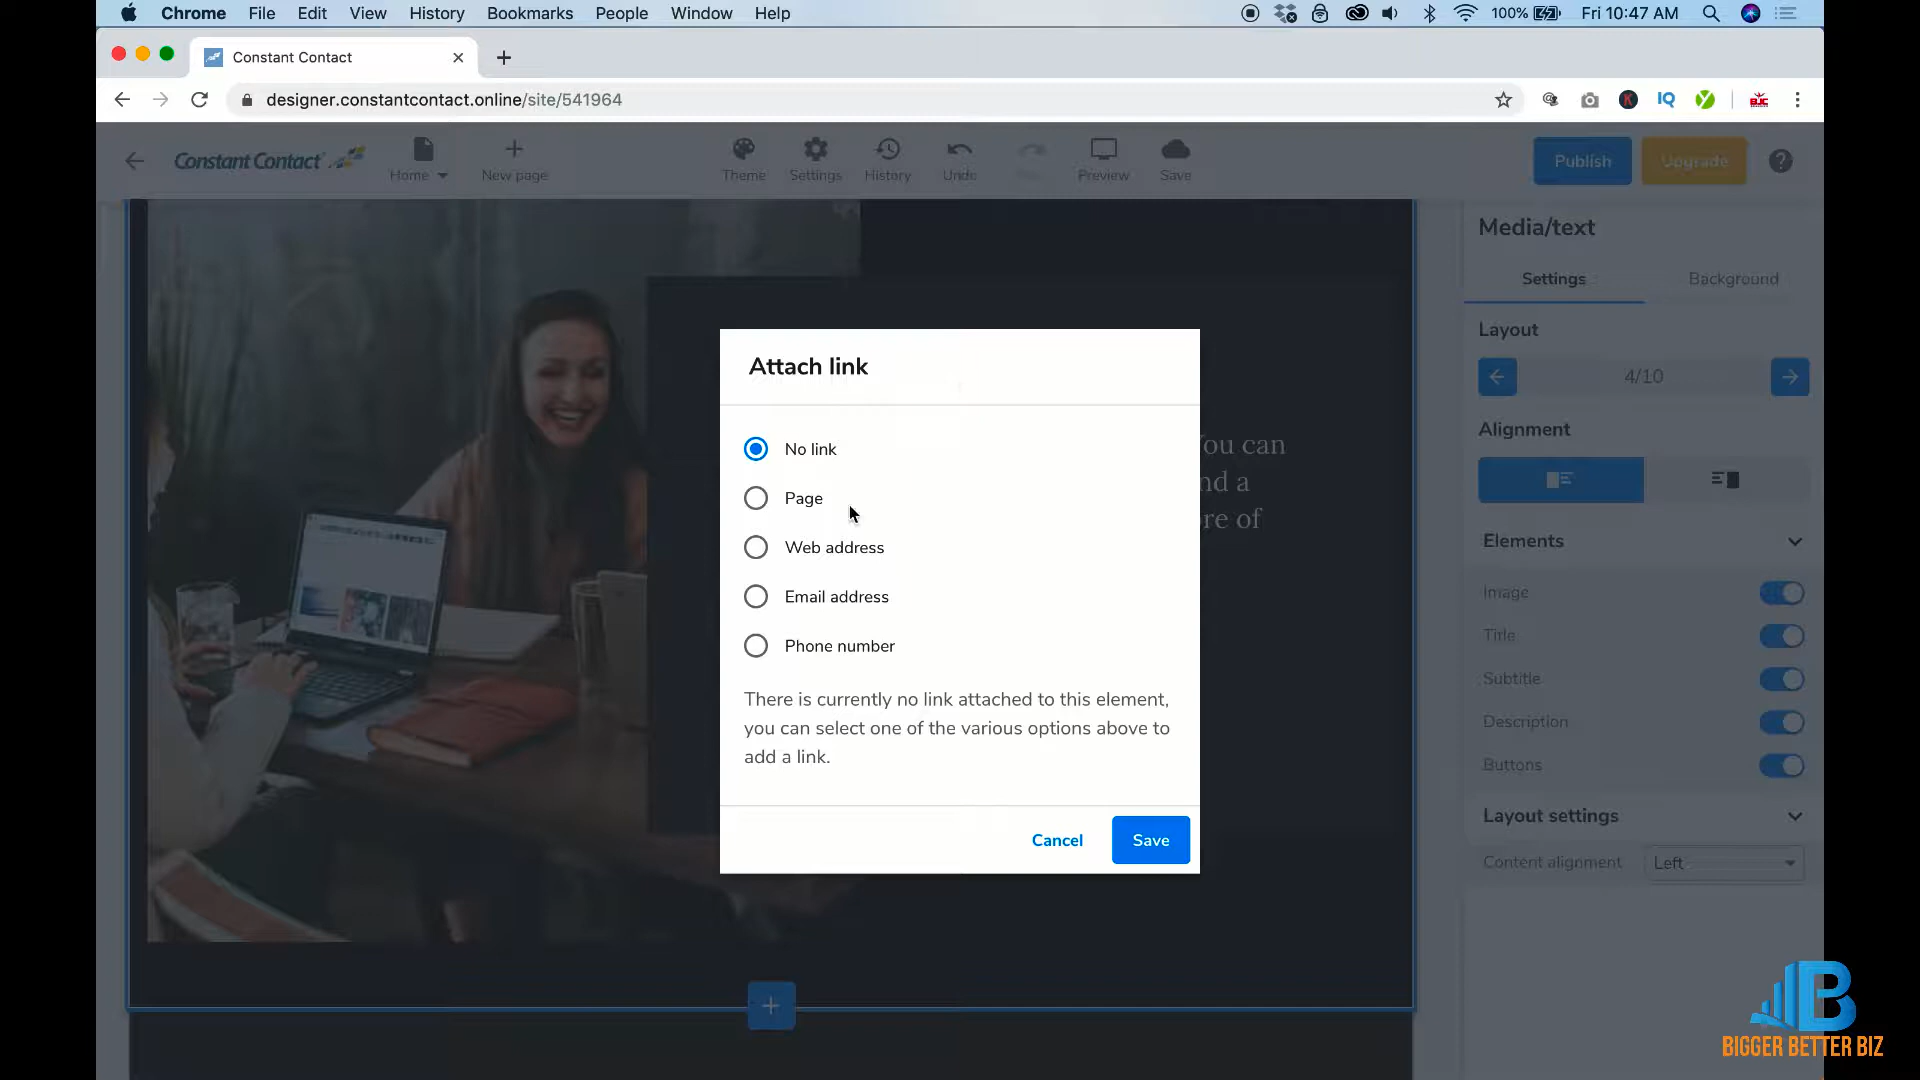 Chrome File Edit View History Bookmarks People Window Help 100% Fri 10:47 AM
Constant Contact
designer.constantcontact.online/site/541964
IQ BJC
Constant Contact Home New page Theme Settings History Undo Preview Save Publish Upgrade
Media/text
Settings Background
Layout
4/10
Alignment
Elements
Image
Title
Subtitle
Description
Buttons
Layout settings
Content alignment Left
You can
nd a
re of
Attach link
No link
Page
Web address
Email address
Phone number
There is currently no link attached to this element,
you can select one of the various options above to
add a link.
Cancel Save
BIGGER BETTER BIZ